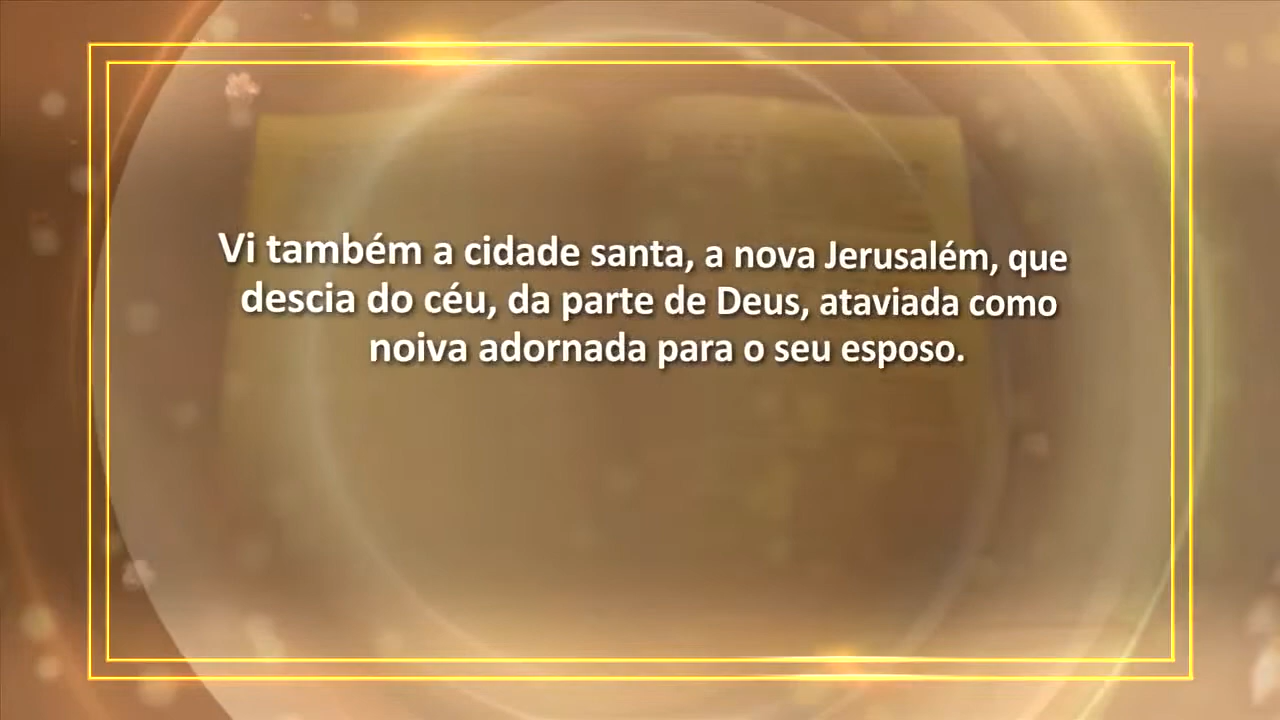 Vi também a cidade santa, a nova Jerusalém, que
descia do céu, da parte de Deus, ataviada como
noiva adornada para o seu esposo.